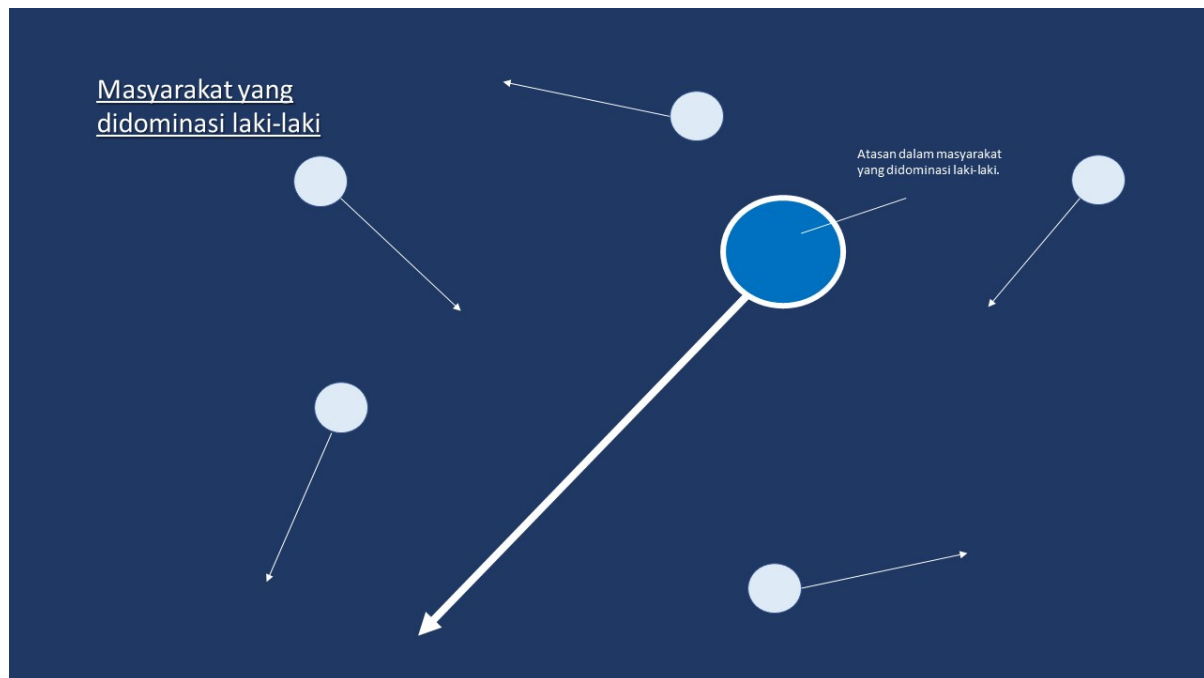 Masyarakat yang
didominasi laki-laki
Atasan dalam masyarakat
yang didominasi laki-laki.